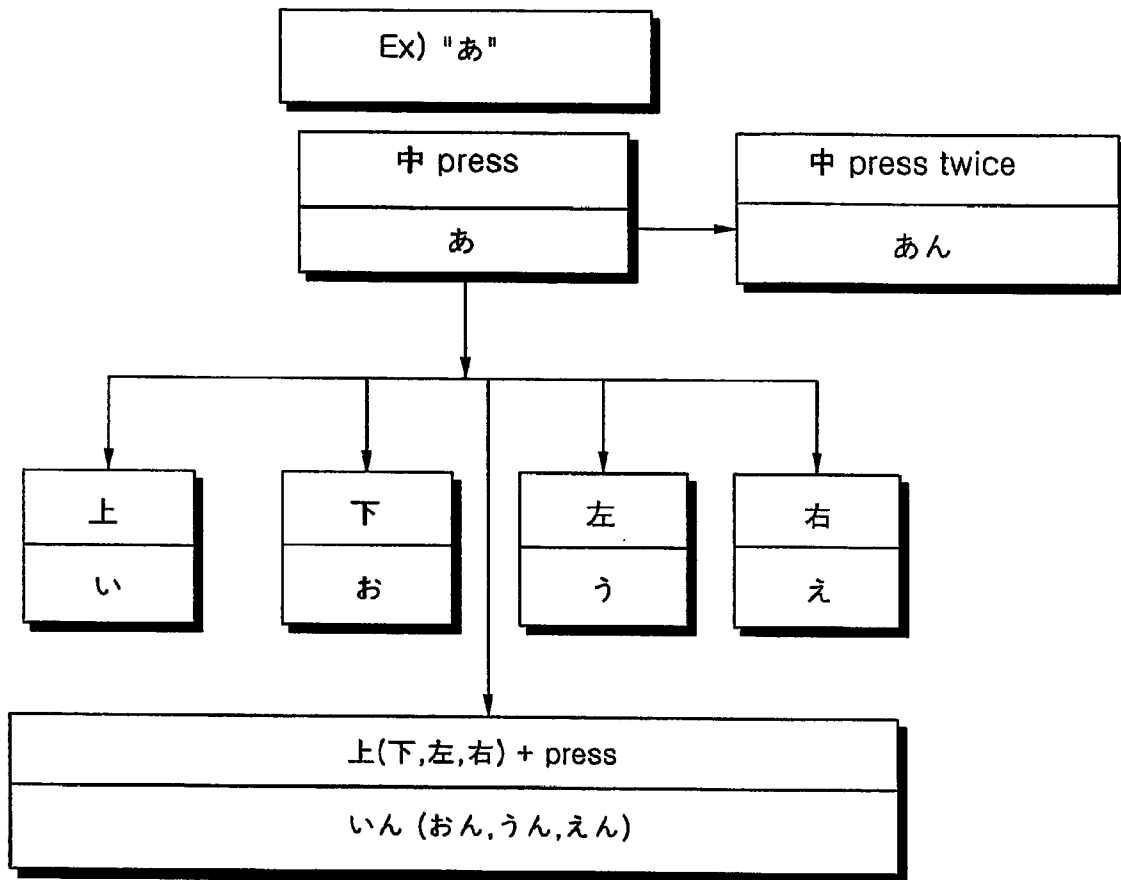 Ex) "あ"
中 press
あ
中 press twice
あん
上
い
下
お
左
う
右
え
上(下,左,右) + press
いん (おん,うん,えん)